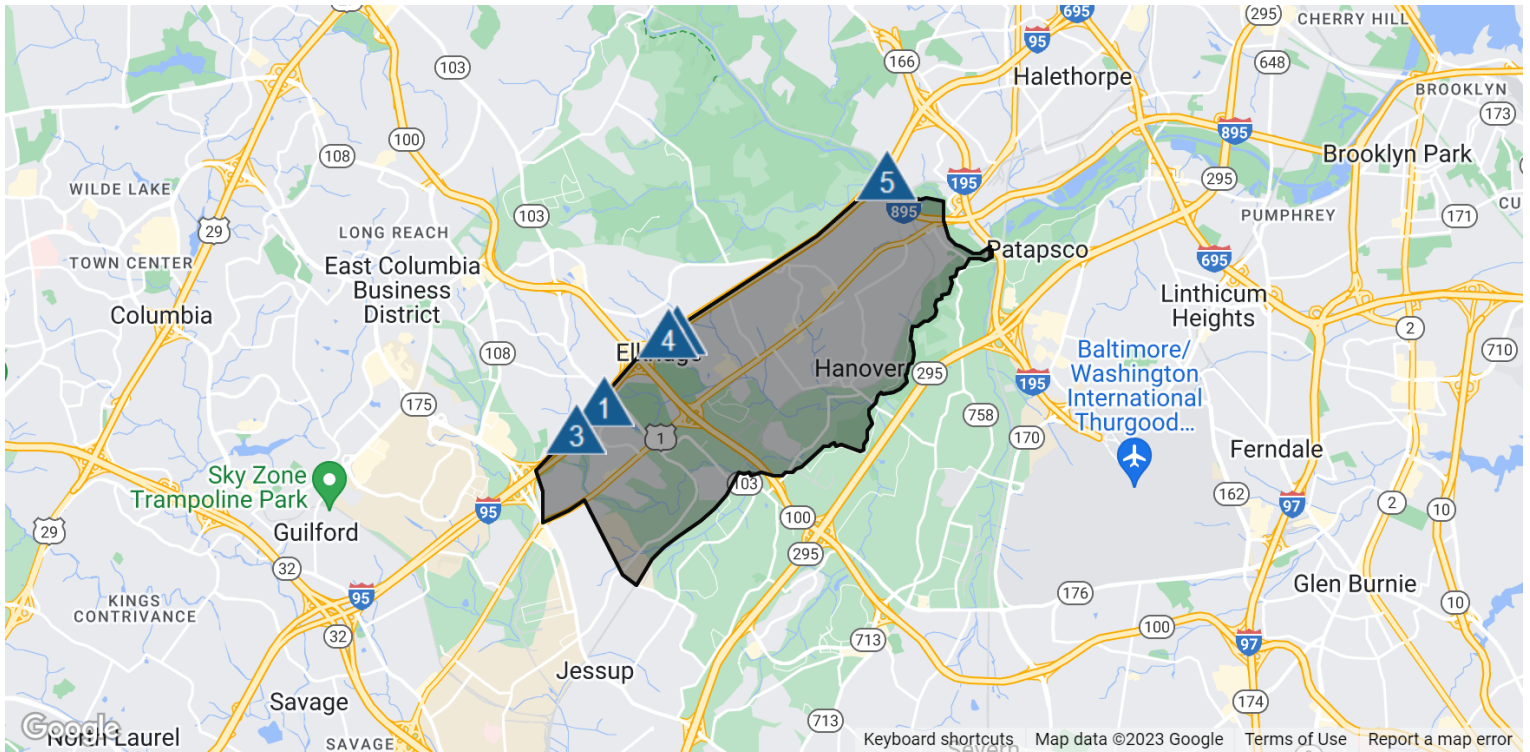 695
295
CHERRY HILL
95
103
166
Halethorpe
648
BROOKLYN
173
100
895
108
Brooklyn Park
WILDE LAKE
5
195
295
103
895
PUMPHREY
171
29
LONG REACH
TOWN CENTER
East Columbia
Business
District
Patapsco
695
Columbia
Linthicum
Heights
2
4
108
Hanover
295
Baltimore/
Washington
International
Thurgood...
710
195
175
1
758
3
1
170
Ferndale
Sky Zone
Trampoline Park
103
162
97
2
10
Guilford
95
100
29
295
32
Glen Burnie
95
176
10
KINGS
CONTRIVANCE
32
713
100
97
Jessup
Savage
174
713
Google
North Laurel
SAVAGE
Severn
Keyboard shortcuts
Map data ©2023 Google
Terms of Use
Report a map error